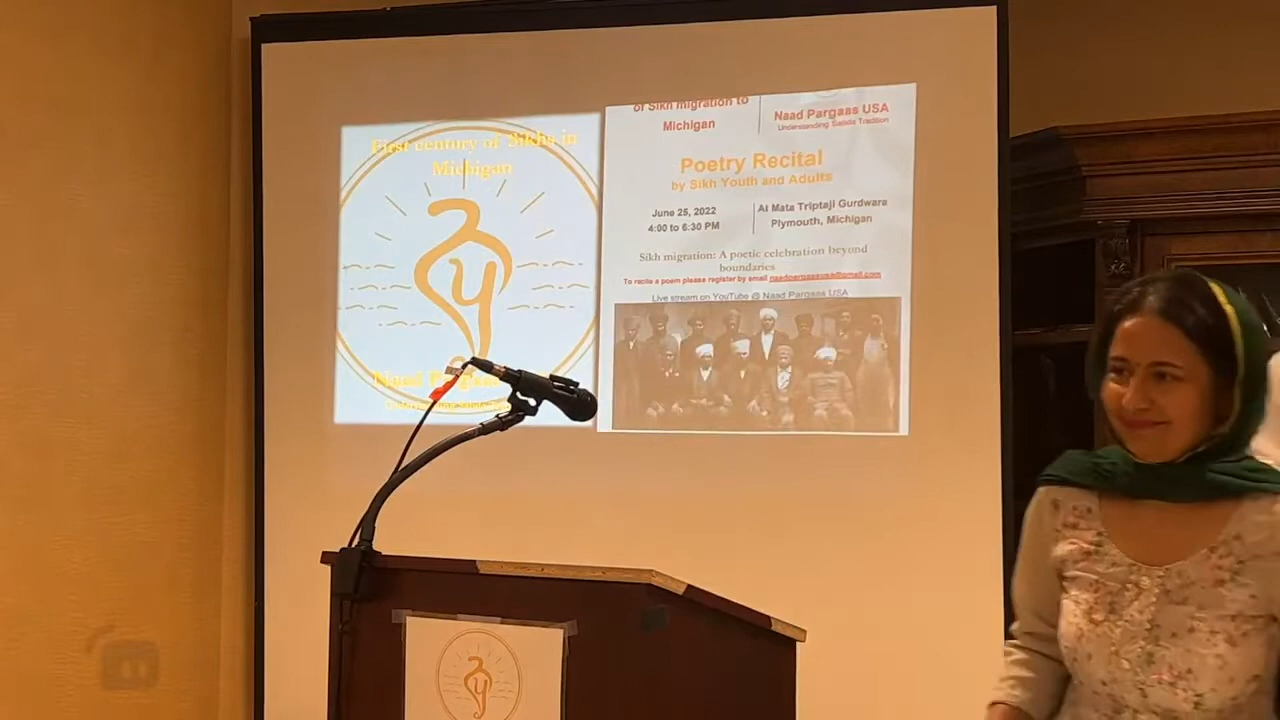 First century of Sikhs in
Michigan
of Sikh migration to
Michigan
Naad Pargaas USA
Understanding Sabda Tradition
Poetry Recital
by Sikh Youth and Adults
June 25, 2022
4:00 to 6:30 PM
At Mata Triptaji Gurdwara
Plymouth, Michigan
Sikh migration: A poetic celebration beyond
boundaries
To recite a poem please register by email naadpargaasusa@gmail.com
Live stream on YouTube @ Naad Pargaas USA